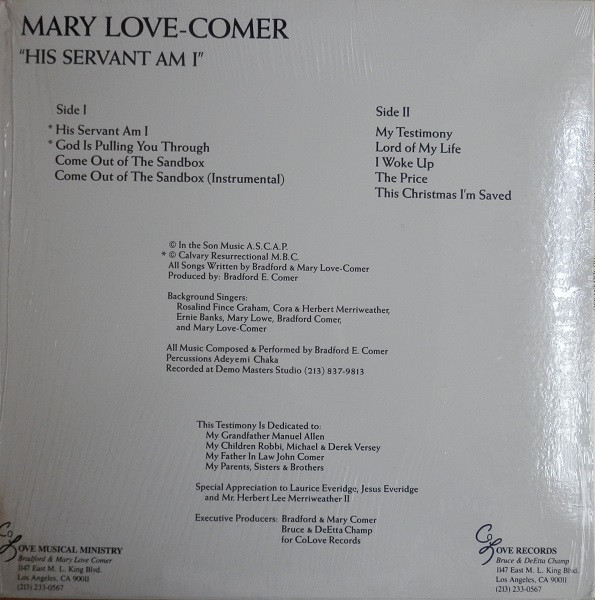 MARY LOVE-COMER
"HIS SERVANT AM I"
Side I
* His Servant Am I
* God Is Pulling You Through
Come Out of The Sandbox
Come Out of The Sandbox (Instrumental)
Side II
My Testimony
Lord of My Life
I Woke Up
The Price
This Christmas I'm Saved
© In the Son Music A.S.C.A.P.
* © Calvary Resurrectional M.B.C.
All Songs Written by Bradford & Mary Love-Comer
Produced by: Bradford E. Comer
Background Singers:
Rosalind Fince Graham, Cora & Herbert Merriweather,
Ernie Banks, Mary Lowe, Bradford Comer,
and Mary Love-Comer
All Music Composed & Performed by Bradford E. Comer
Percussions Adeyemi Chaka
Recorded at Demo Masters Studio (213) 837-9813
This Testimony Is Dedicated to:
My Grandfather Manuel Allen
My Children Robbi, Michael & Derek Versey
My Father In Law John Comer
My Parents, Sisters & Brothers
Special Appreciation to Laurice Everidge, Jesus Everidge
and Mr. Herbert Lee Merriweather II
Executive Producers: Bradford & Mary Comer
Bruce & DeEtta Champ
for CoLove Records
Co
LOVE MUSICAL MINISTRY
Bradford & Mary Love Comer
1147 East M. L. King Blvd.
Los Angeles, CA 90011
(213) 233-0567
Co
LOVE RECORDS
Bruce & DeEtta Champ
1147 East M. L. King Blvd.
Los Angeles, CA 90011
(213) 233-0567